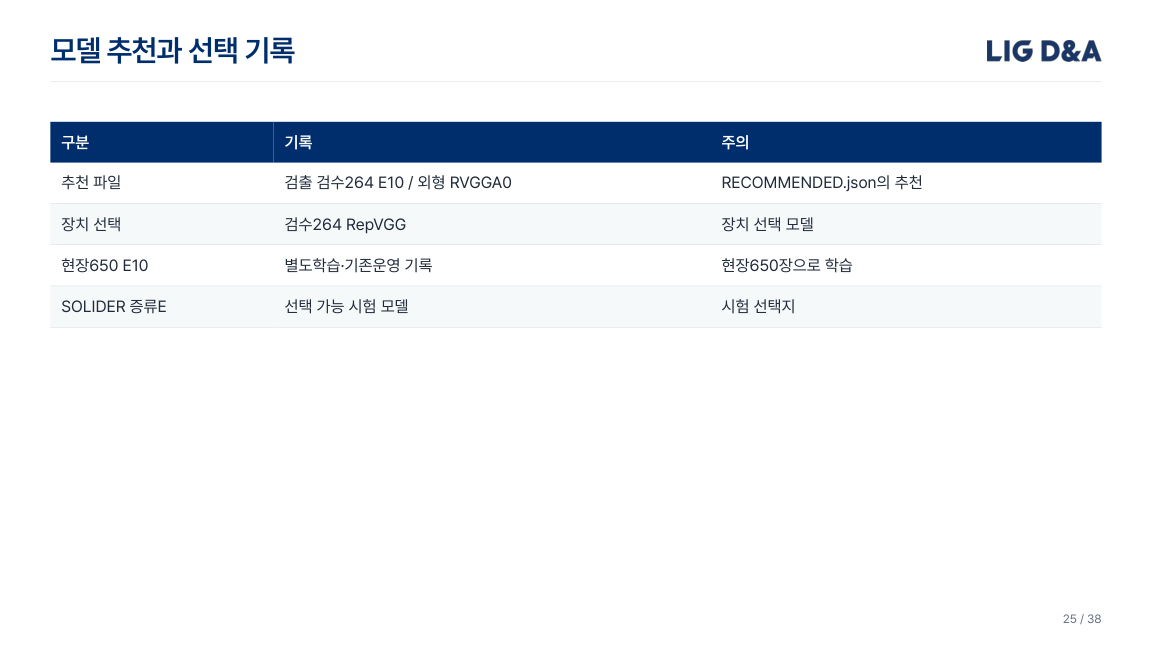 모델 추천과 선택 기록
LIG D&A
구분 기록 주의
추천 파일 검출 검수264 E10 / 외형 RVGGA0 RECOMMENDED.json의 추천
장치 선택 검수264 RepVGG 장치 선택 모델
현장650 E10 별도학습·기존운영 기록 현장650장으로 학습
SOLIDER 증류E 선택 가능 시험 모델 시험 선택지
25 / 38